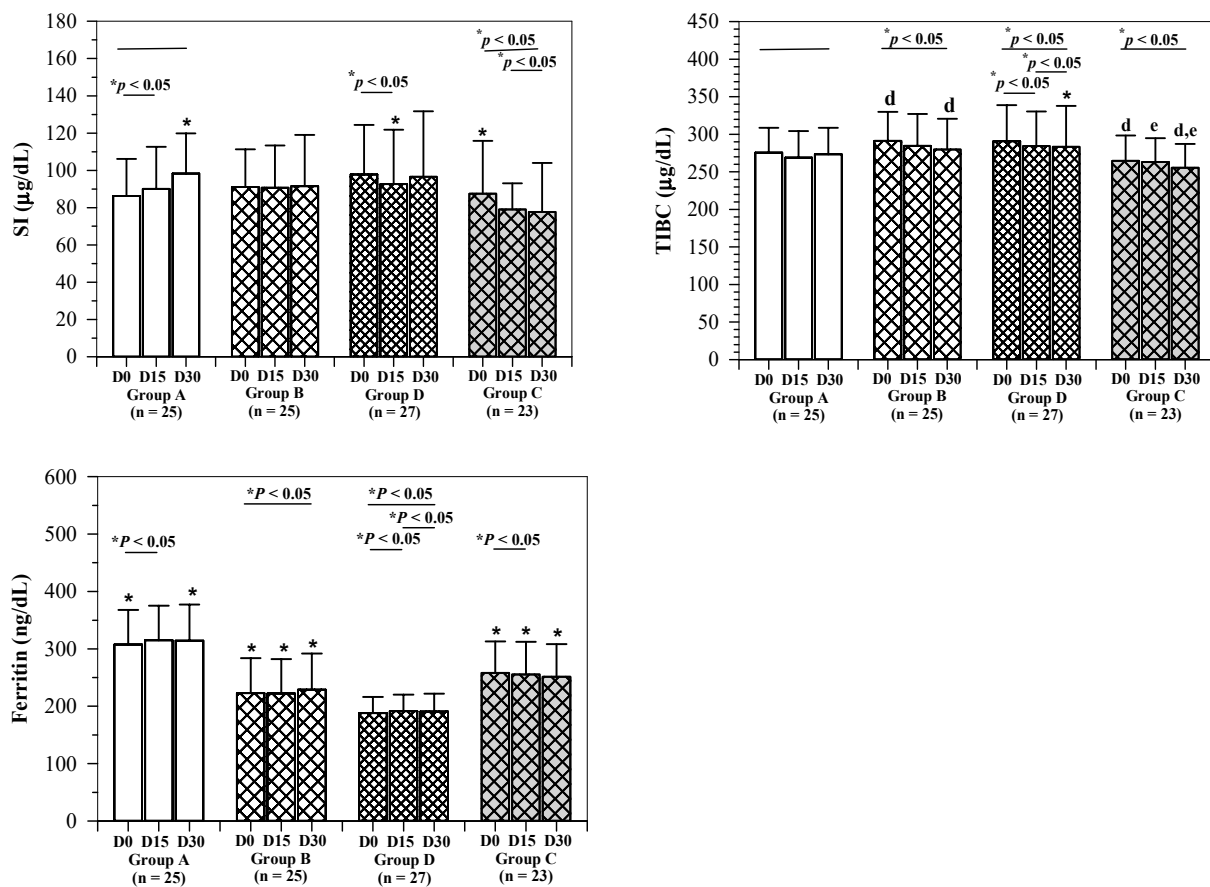 180
160
140
120
100
80
60
40
20
0
SI (µg/dL)
*p < 0.05
*
*p < 0.05
*
*p < 0.05
*p < 0.05
*
D0 D15 D30 D0 D15 D30 D0 D15 D30 D0 D15 D30
Group A Group B Group D Group C
(n = 25) (n = 25) (n = 27) (n = 23)
450
400
350
300
250
200
150
100
50
0
TIBC (µg/dL)
*p < 0.05 *p < 0.05 *p < 0.05
*p < 0.05
*p < 0.05
d d * d e d,e
D0 D15 D30 D0 D15 D30 D0 D15 D30 D0 D15 D30
Group A Group B Group D Group C
(n = 25) (n = 25) (n = 27) (n = 23)
600
500
400
300
200
100
0
Ferritin (ng/dL)
*P < 0.05 *P < 0.05
*P < 0.05
*P < 0.05 *P < 0.05 *P < 0.05
* * * * * * * *
D0 D15 D30 D0 D15 D30 D0 D15 D30 D0 D15 D30
Group A Group B Group D Group C
(n = 25) (n = 25) (n = 27) (n = 23)